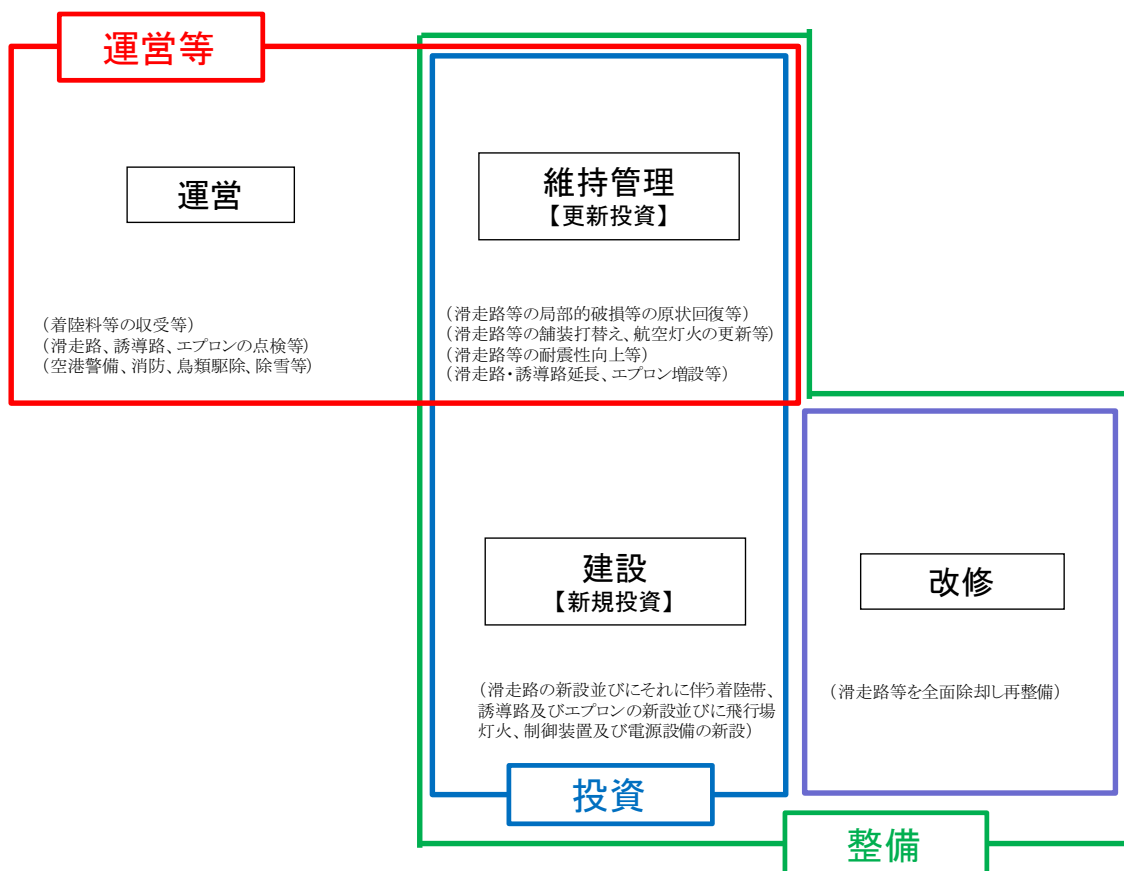 運営等
運営
(着陸料等の収受等)
(滑走路、誘導路、エプロンの点検等)
(空港警備、消防、鳥類駆除、除雪等)
維持管理
【更新投資】
(滑走路等の局部的破損等の原状回復等)
(滑走路等の舗装打替え、航空灯火の更新等)
(滑走路等の耐震性向上等)
(滑走路・誘導路延長、エプロン増設等)
建設
【新規投資】
(滑走路の新設並びにそれに伴う着陸帯、
誘導路及びエプロンの新設並びに飛行場
灯火、制御装置及び電源設備の新設)
改修
(滑走路等を全面除却し再整備)
投資
整備